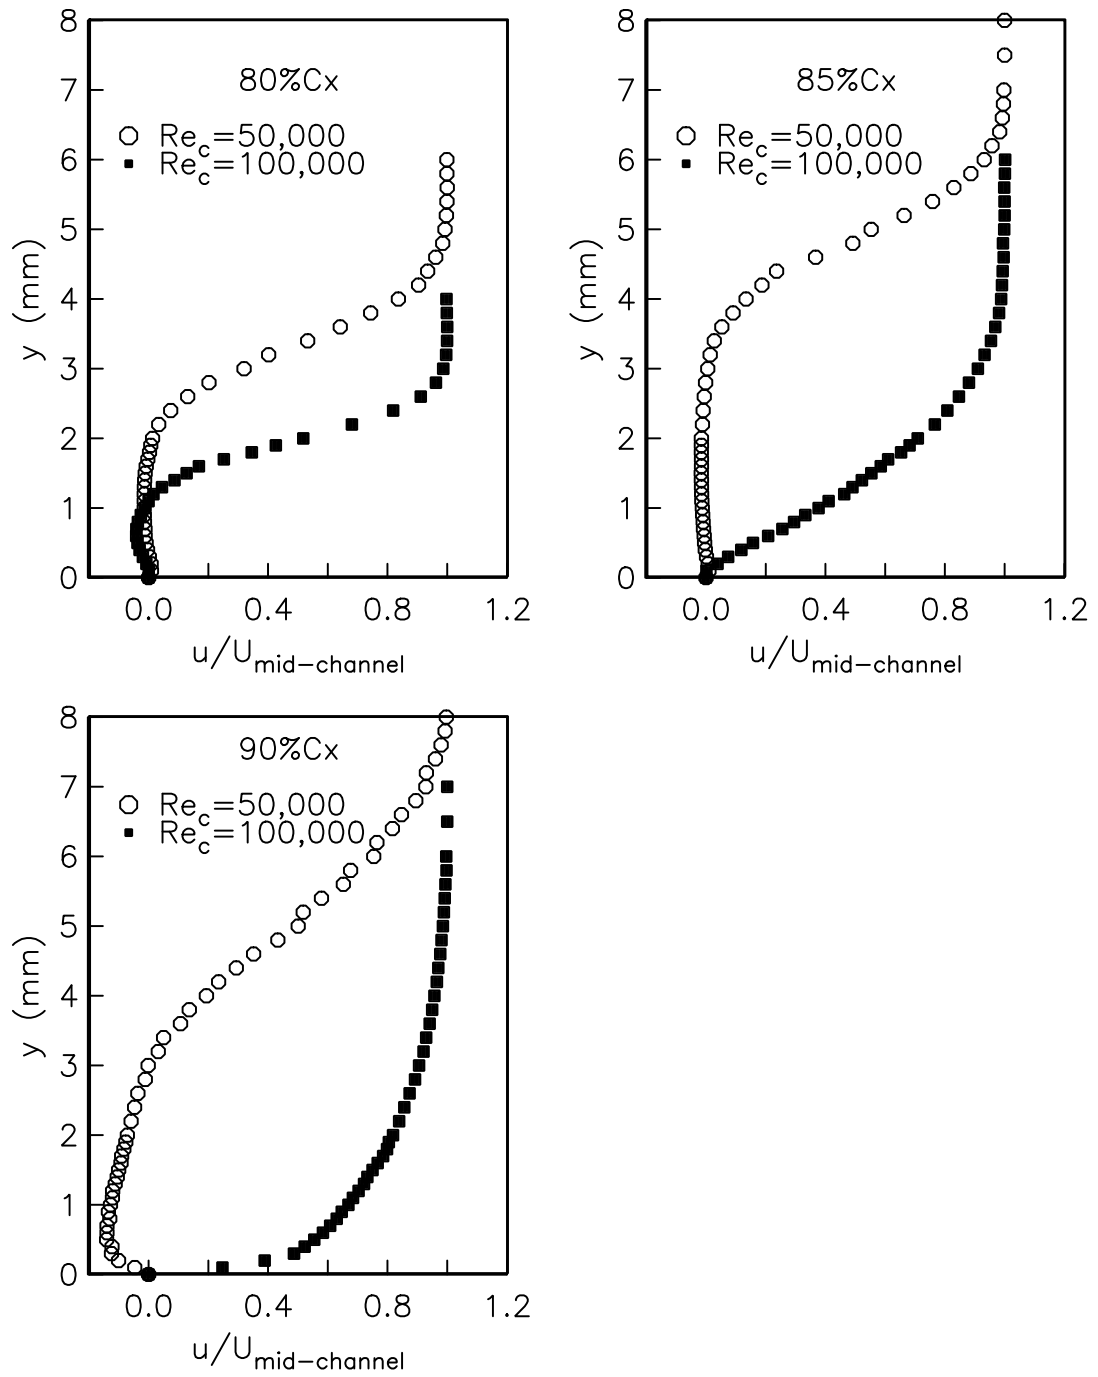 80%Cx
Re_c=50,000
Re_c=100,000
8
7
6
5
4
3
2
1
0
y (mm)
0.0 0.4 0.8 1.2
u/U_mid-channel
85%Cx
Re_c=50,000
Re_c=100,000
8
7
6
5
4
3
2
1
0
y (mm)
0.0 0.4 0.8 1.2
u/U_mid-channel
90%Cx
Re_c=50,000
Re_c=100,000
8
7
6
5
4
3
2
1
0
y (mm)
0.0 0.4 0.8 1.2
u/U_mid-channel